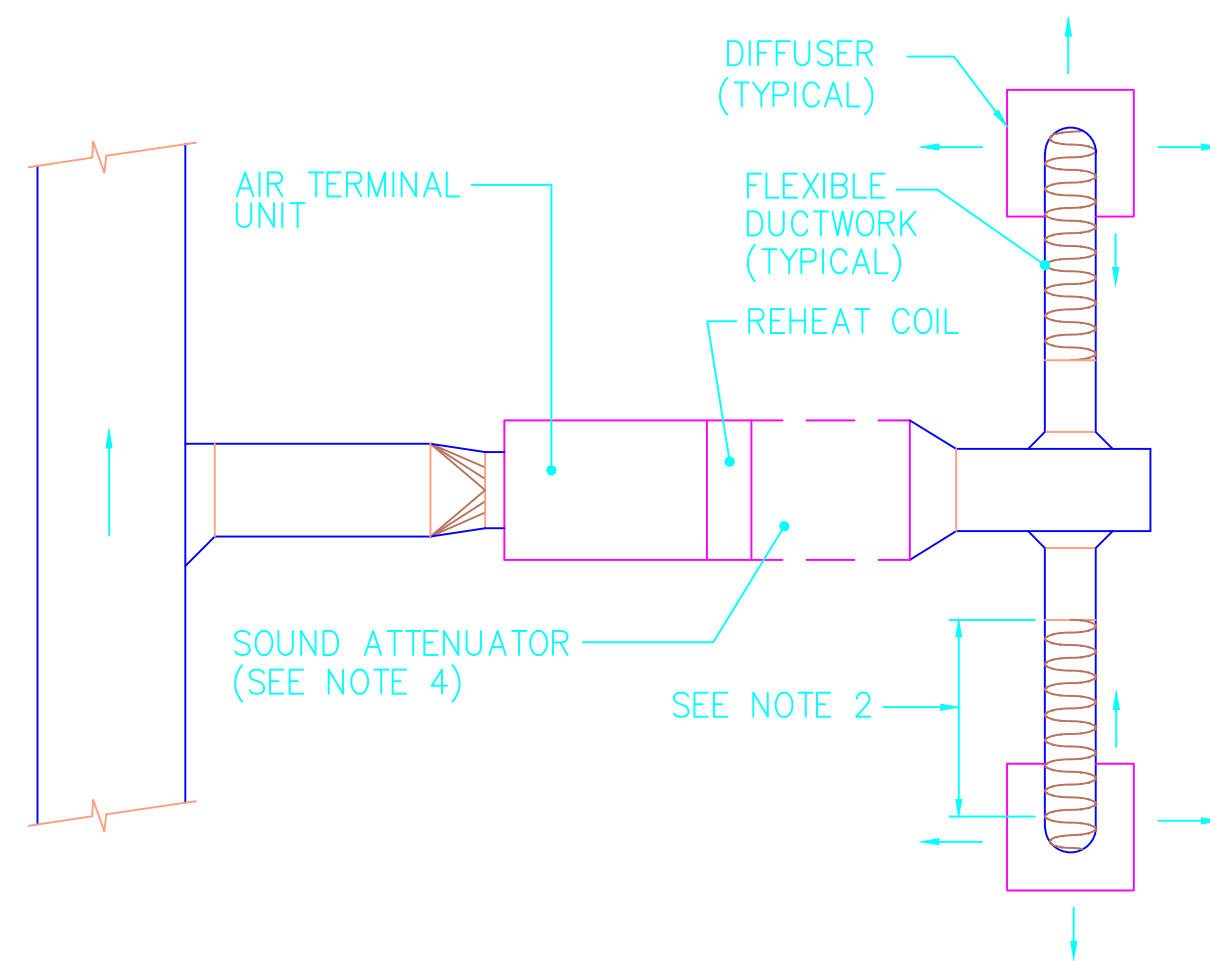 DIFFUSER
(TYPICAL)
AIR TERMINAL
UNIT
FLEXIBLE
DUCTWORK
(TYPICAL)
REHEAT COIL
SOUND ATTENUATOR
(SEE NOTE 4)
SEE NOTE 2